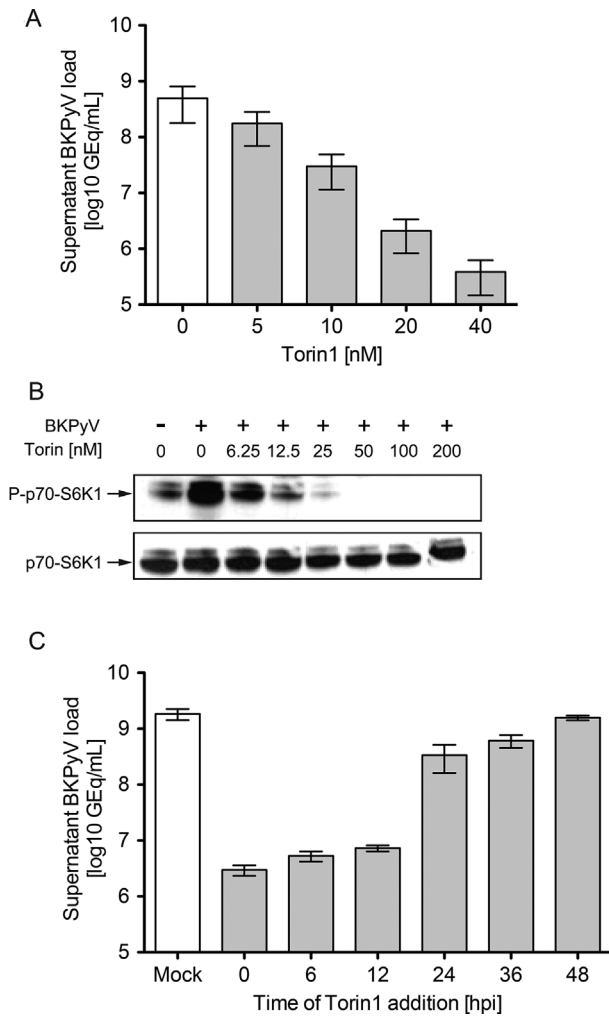 A
Supernatant BKPyV load
[log10 GEq/mL]
10
9
8
7
6
5
0 5 10 20 40
Torin1 [nM]
B
BKPyV - + + + + + + +
Torin [nM] 0 0 6.25 12.5 25 50 100 200
P-p70-S6K1
p70-S6K1
C
Supernatant BKPyV load
[log10 GEq/mL]
10
9
8
7
6
5
Mock 0 6 12 24 36 48
Time of Torin1 addition [hpi]